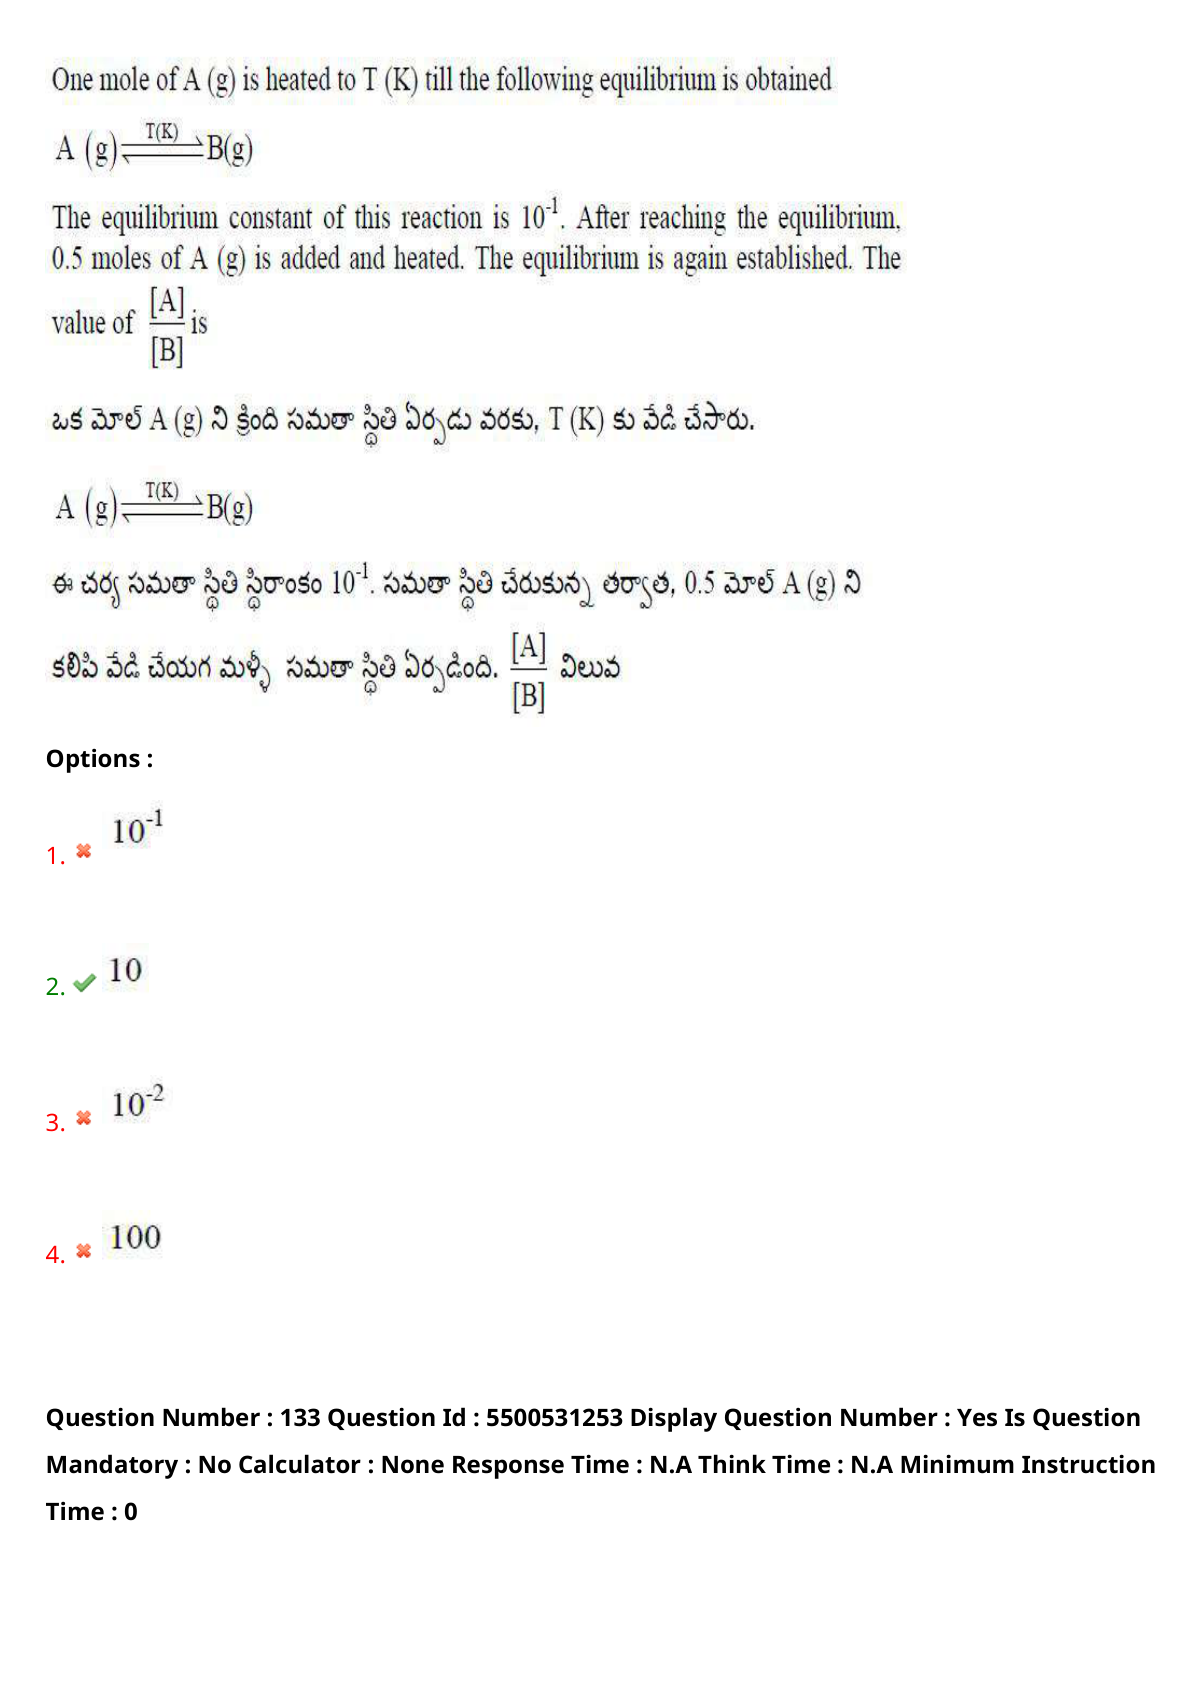 One mole of A (g) is heated to T (K) till the following equilibrium is obtained
A (g) ⇌ B(g) T(K)
The equilibrium constant of this reaction is 10⁻¹. After reaching the equilibrium,
0.5 moles of A (g) is added and heated. The equilibrium is again established. The
value of [A]/[B] is
ఒక మోల్ A (g) ని క్రింది సమతా స్థితి ఏర్పడు వరకు, T (K) కు వేడి చేసారు.
A (g) ⇌ B(g) T(K)
ఈ చర్య సమతా స్థితి స్థిరాంకం 10⁻¹. సమతా స్థితి చేరుకున్న తర్వాత, 0.5 మోల్ A (g) ని
కలిపి వేడి చేయగ మళ్ళీ సమతా స్థితి ఏర్పడింది. [A]/[B] విలువ
Options :
1. ✖ 10⁻¹
2. ✔ 10
3. ✖ 10⁻²
4. ✖ 100
Question Number : 133 Question Id : 5500531253 Display Question Number : Yes Is Question
Mandatory : No Calculator : None Response Time : N.A Think Time : N.A Minimum Instruction
Time : 0